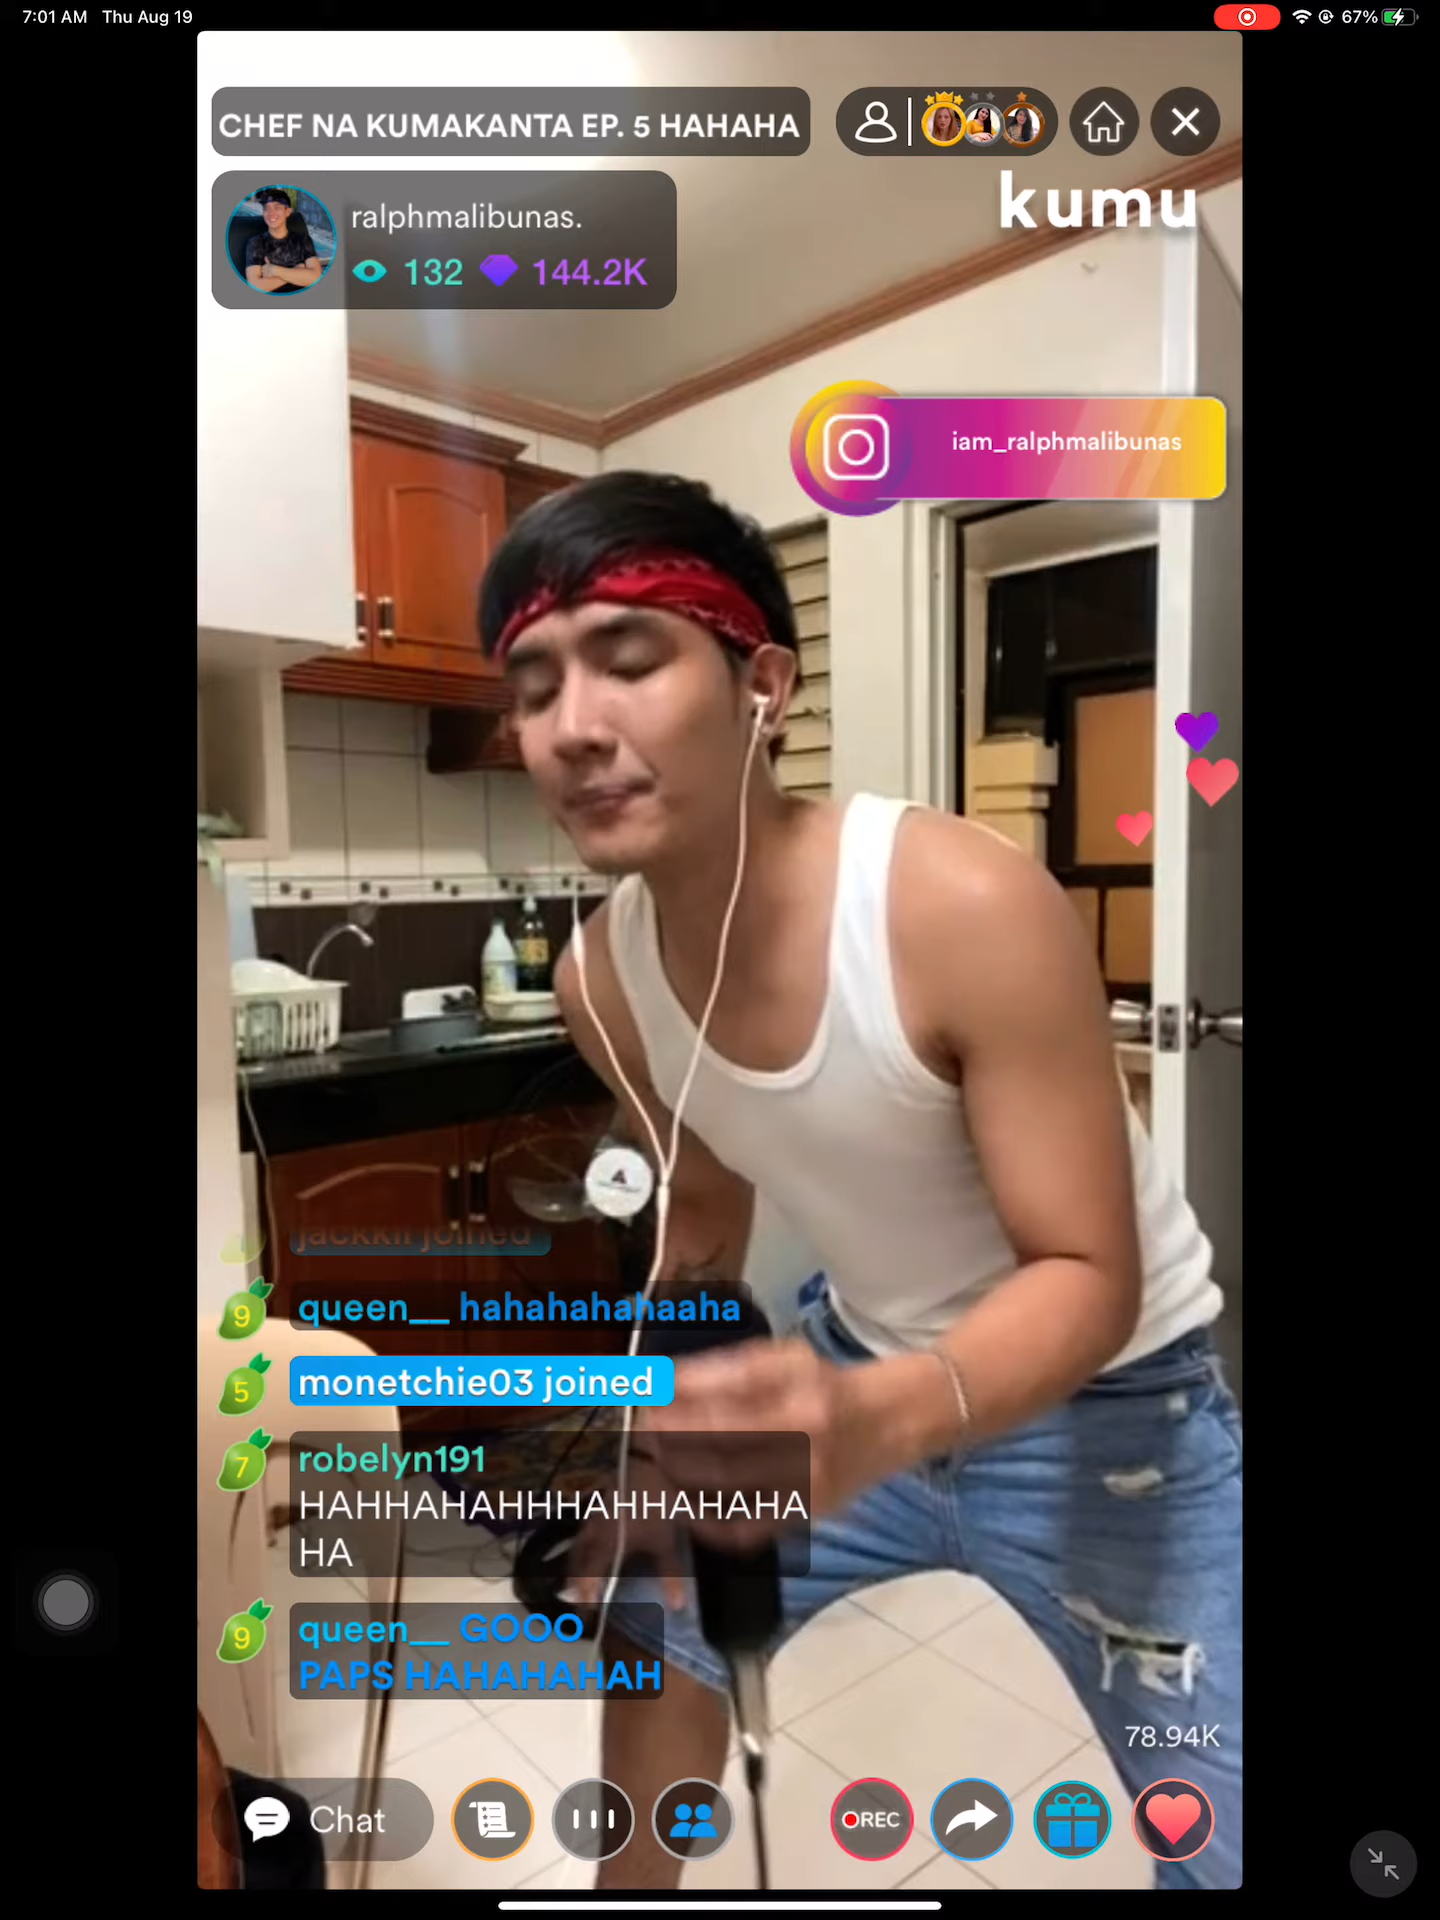 7:01 AM Thu Aug 19
67%
CHEF NA KUMAKANTA EP. 5 HAHAHA
ralphmalibunas.
132 144.2K
kumu
iam_ralphmalibunas
jackkii joined
9 queen__ hahahahahaaha
5 monetchie03 joined
7 robelyn191
HAHHAHAHHHAHHAHAHA
HA
9 queen__ GOOO
PAPS HAHAHAHAH
78.94K
Chat
REC